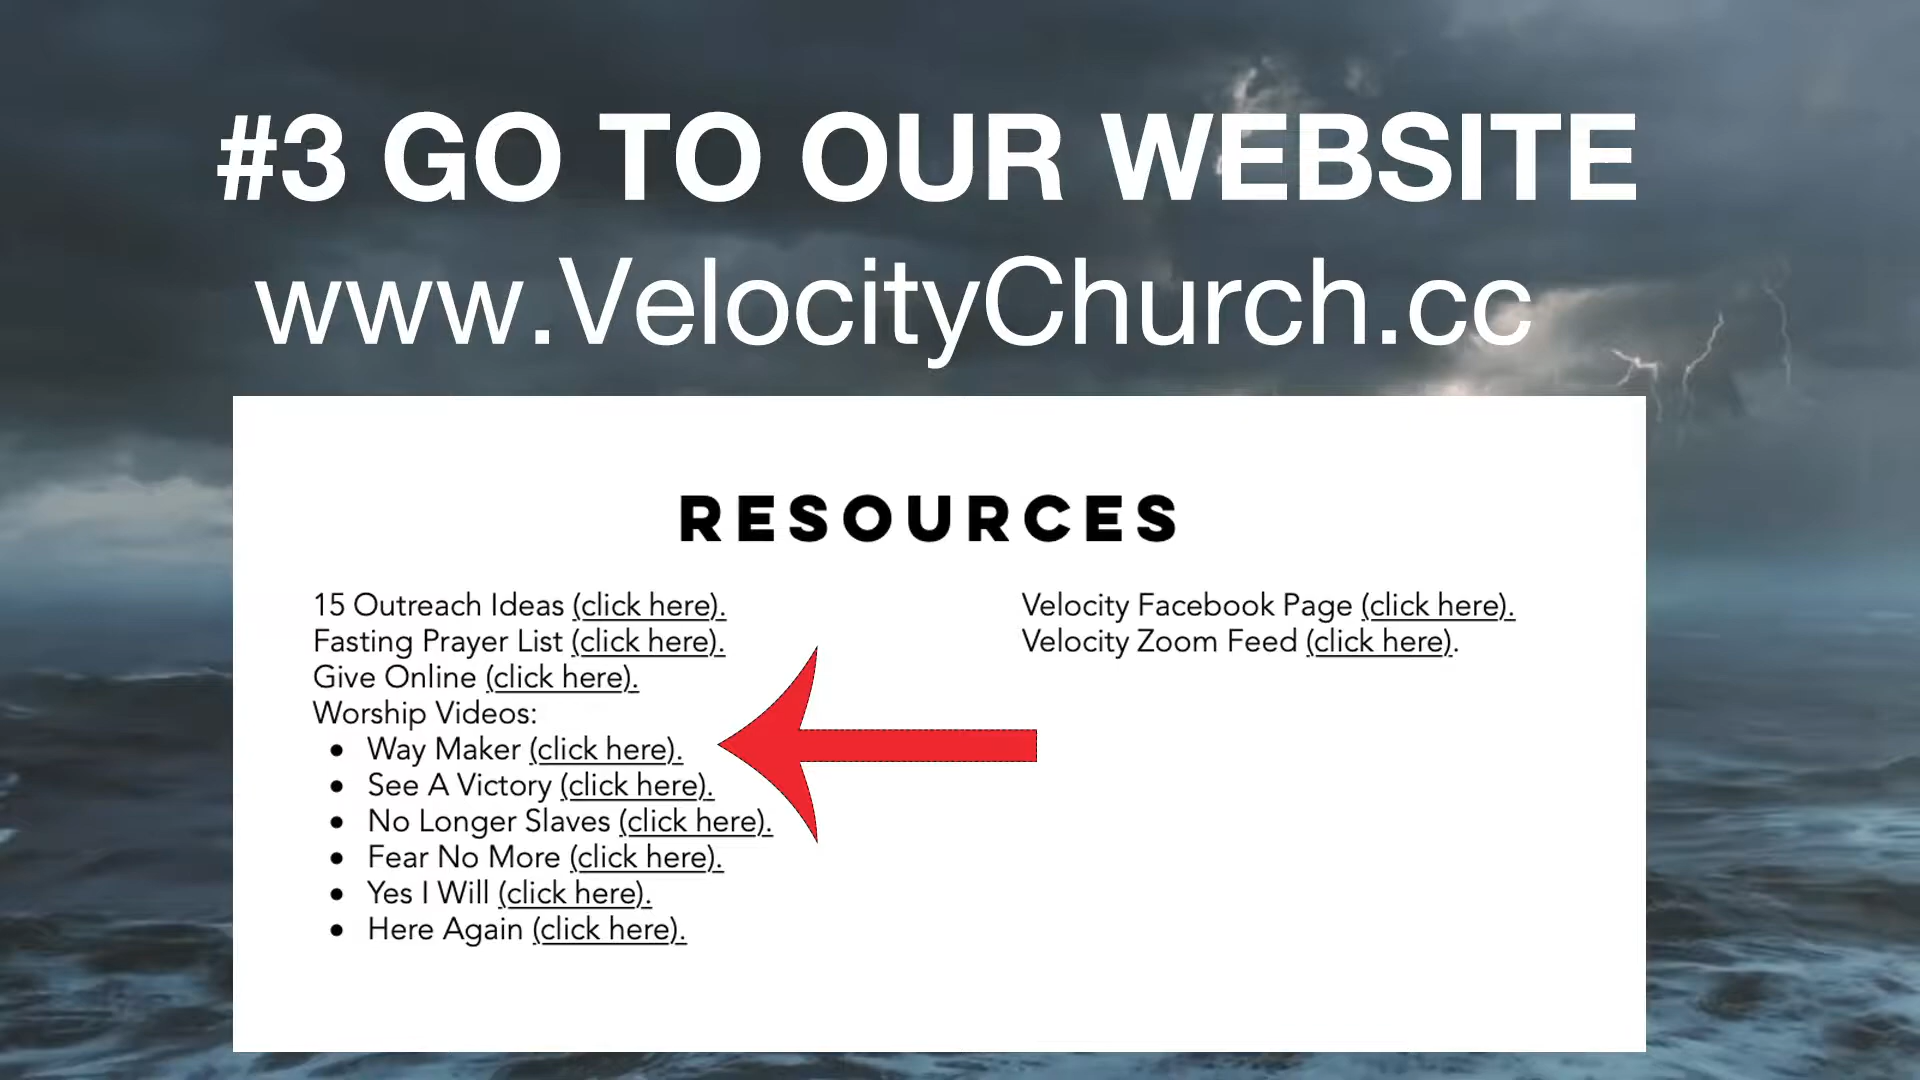 #3 GO TO OUR WEBSITE
www.VelocityChurch.cc
RESOURCES
15 Outreach Ideas (click here).
Fasting Prayer List (click here).
Give Online (click here).
Worship Videos:
• Way Maker (click here).
• See A Victory (click here).
• No Longer Slaves (click here).
• Fear No More (click here).
• Yes I Will (click here).
• Here Again (click here).
Velocity Facebook Page (click here).
Velocity Zoom Feed (click here).